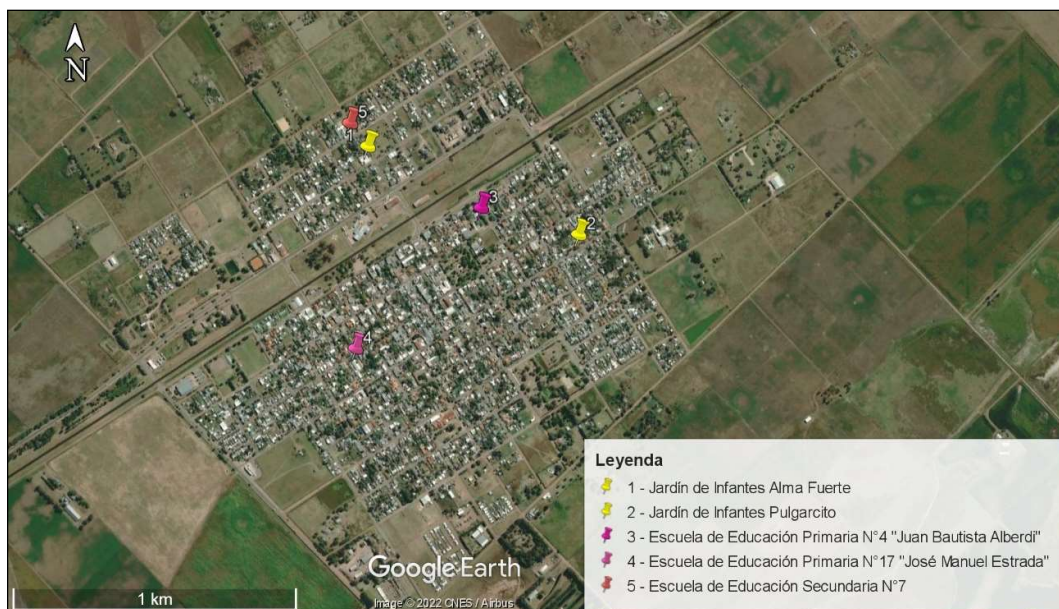 N
5
1
3
2
4
Leyenda
1 - Jardín de Infantes Alma Fuerte
2 - Jardín de Infantes Pulgarcito
3 - Escuela de Educación Primaria N°4 "Juan Bautista Alberdi"
4 - Escuela de Educación Primaria N°17 "José Manuel Estrada"
5 - Escuela de Educación Secundaria N°7
Google Earth
1 km
Image © 2022 CNES / Airbus